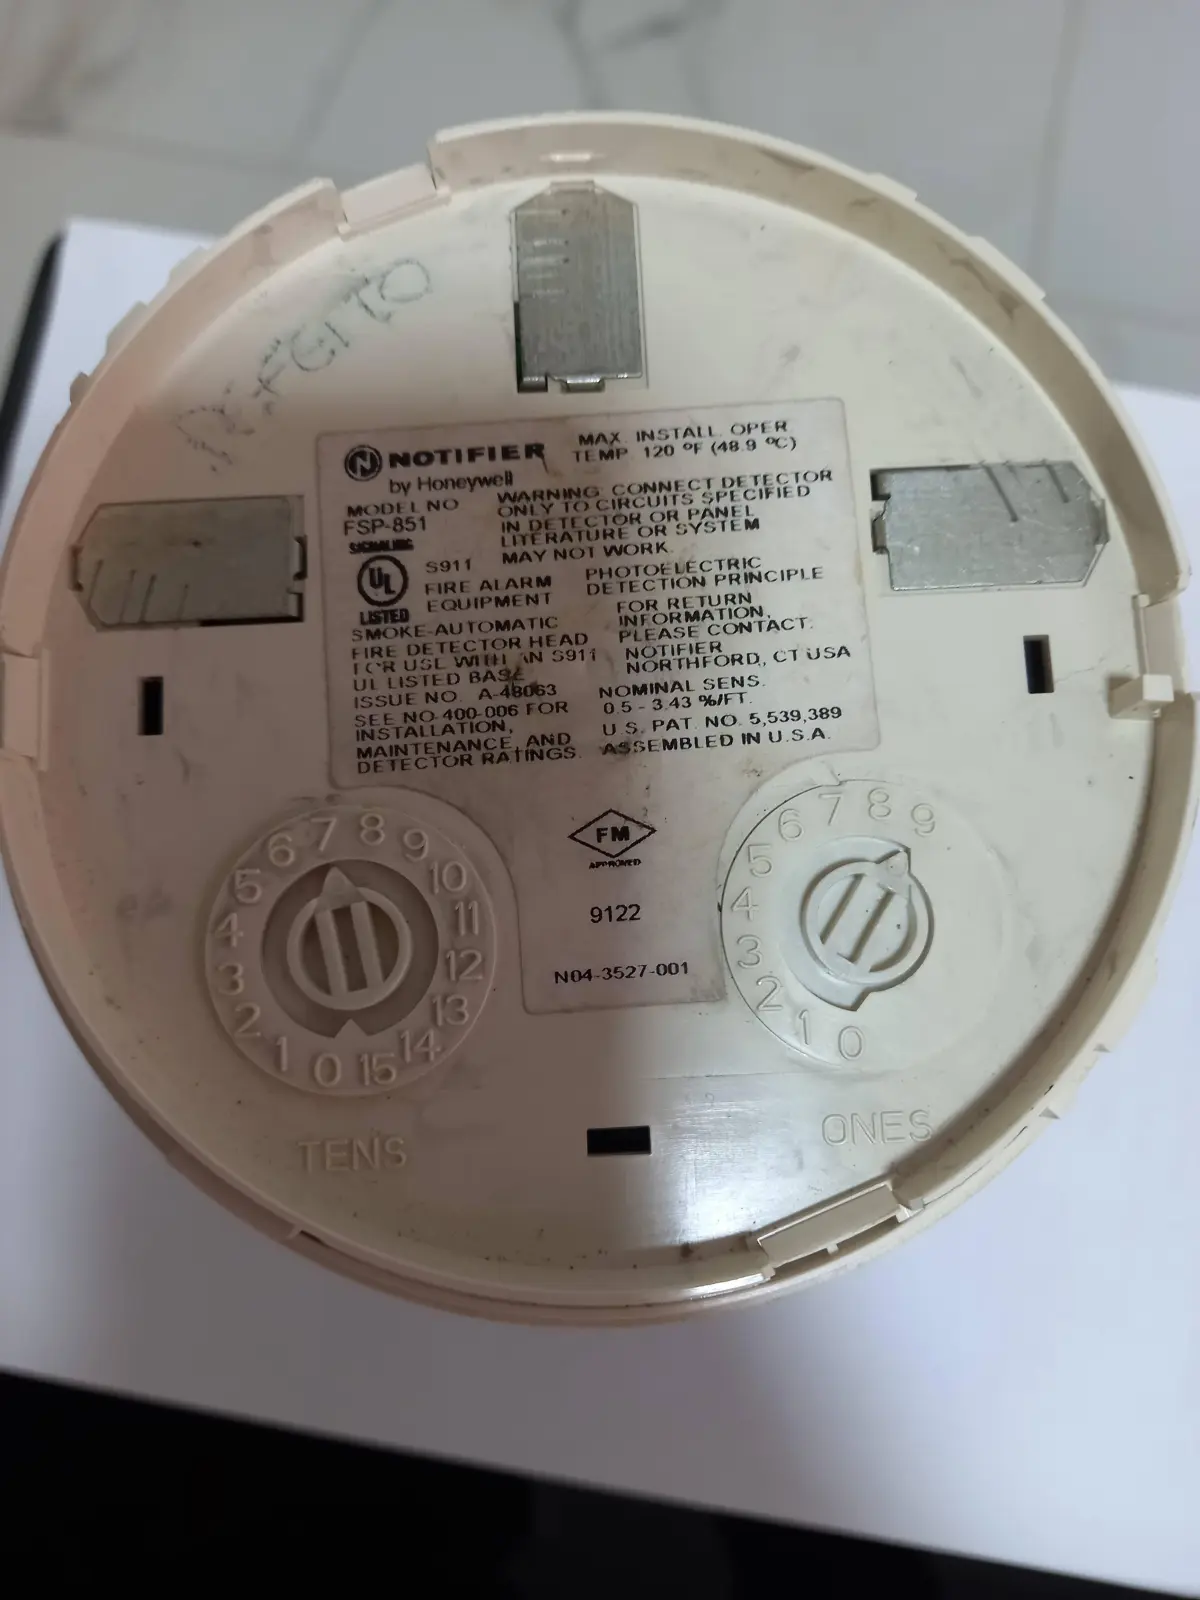 NOTIFIER
by Honeywell
MAX. INSTALL. OPER
TEMP. 120 °F (48.9 °C)
MODEL NO
FSP-851
WARNING: CONNECT DETECTOR
ONLY TO CIRCUITS SPECIFIED
IN DETECTOR OR PANEL
LITERATURE OR SYSTEM
MAY NOT WORK.
SIGNALING
UL
LISTED
S911
FIRE ALARM
EQUIPMENT
PHOTOELECTRIC
DETECTION PRINCIPLE
SMOKE-AUTOMATIC
FIRE DETECTOR HEAD
FOR USE WITH AN S911
UL LISTED BASE
ISSUE NO. A-48063
SEE NO. 400-006 FOR
INSTALLATION,
MAINTENANCE AND
DETECTOR RATINGS.
FOR RETURN
INFORMATION,
PLEASE CONTACT:
NOTIFIER
NORTHFORD, CT USA
NOMINAL SENS.
0.5 - 3.43 %/FT.
U.S. PAT. NO. 5,539,389
ASSEMBLED IN U.S.A.
FM
APPROVED
9122
N04-3527-001
0 1 2 3 4 5 6 7 8 9 10 11 12 13 14 15
TENS
0 1 2 3 4 5 6 7 8 9
ONES